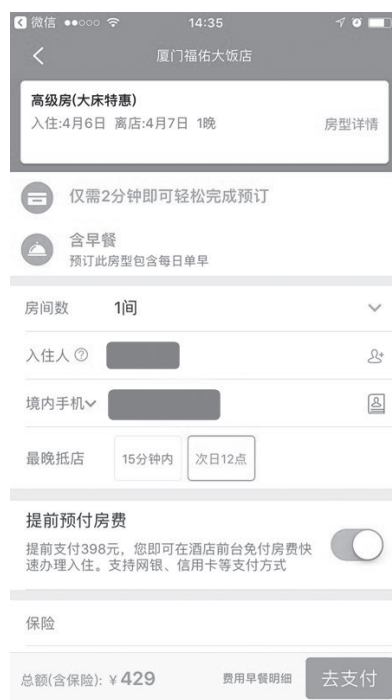 微信 14:35
厦门福佑大饭店
高级房(大床特惠)
入住:4月6日 离店:4月7日 1晚 房型详情
仅需2分钟即可轻松完成预订
含早餐
预订此房型包含每日单早
房间数 1间
入住人
境内手机
最晚抵店 15分钟内 次日12点
提前预付房费
提前支付398元，您即可在酒店前台免付房费快
速办理入住。支持网银、信用卡等支付方式
保险
总额(含保险): ¥429 费用早餐明细 去支付